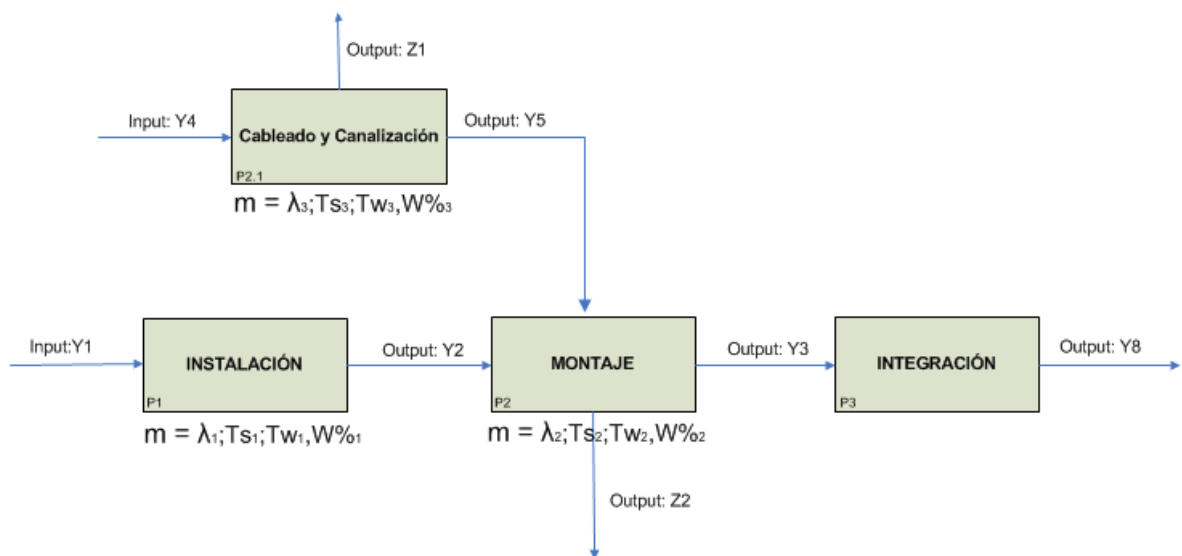 Output: Z1
Input: Y4
Cableado y Canalización
Output: Y5
P2.1
m = λ₃;Ts₃;Tw₃,W%₃
Input:Y1
INSTALACIÓN
P1
Output: Y2
MONTAJE
P2
Output: Y3
INTEGRACIÓN
P3
Output: Y8
m = λ₁;Ts₁;Tw₁,W%₁
m = λ₂;Ts₂;Tw₂,W%₂
Output: Z2